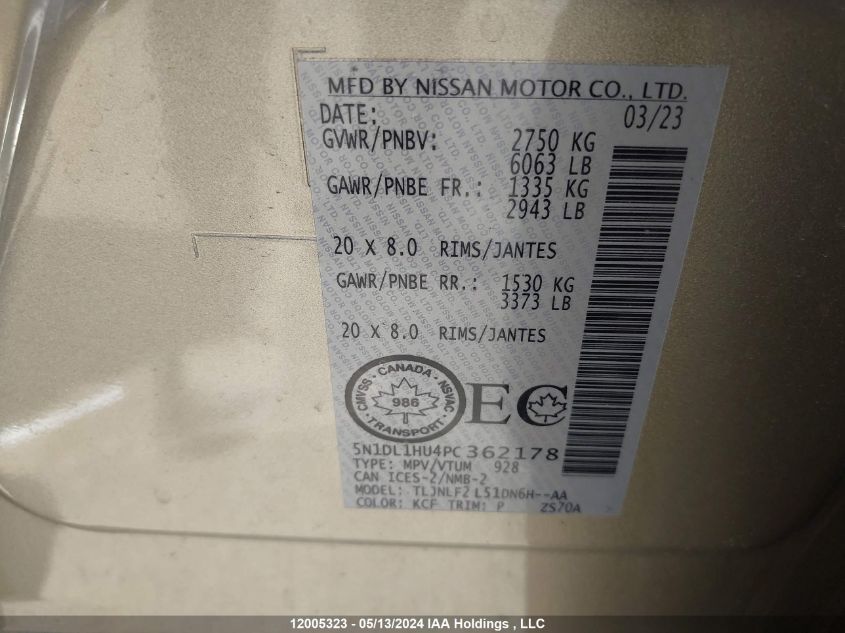 MFD BY NISSAN MOTOR CO., LTD.
DATE: 03/23
GVWR/PNBV: 2750 KG
6063 LB
GAWR/PNBE FR.: 1335 KG
2943 LB
20 X 8.0 RIMS/JANTES
GAWR/PNBE RR.: 1530 KG
3373 LB
20 X 8.0 RIMS/JANTES
CMVSS · CANADA · NSVAC
986
TRANSPORT
EC
5N1DL1HU4PC362178
TYPE: MPV/VTUM 928
CAN ICES-2/NMB-2
MODEL: TLJNLF2 L51DN6H--AA
COLOR: KCF TRIM: P ZS70A
12005323 - 05/13/2024 IAA Holdings , LLC